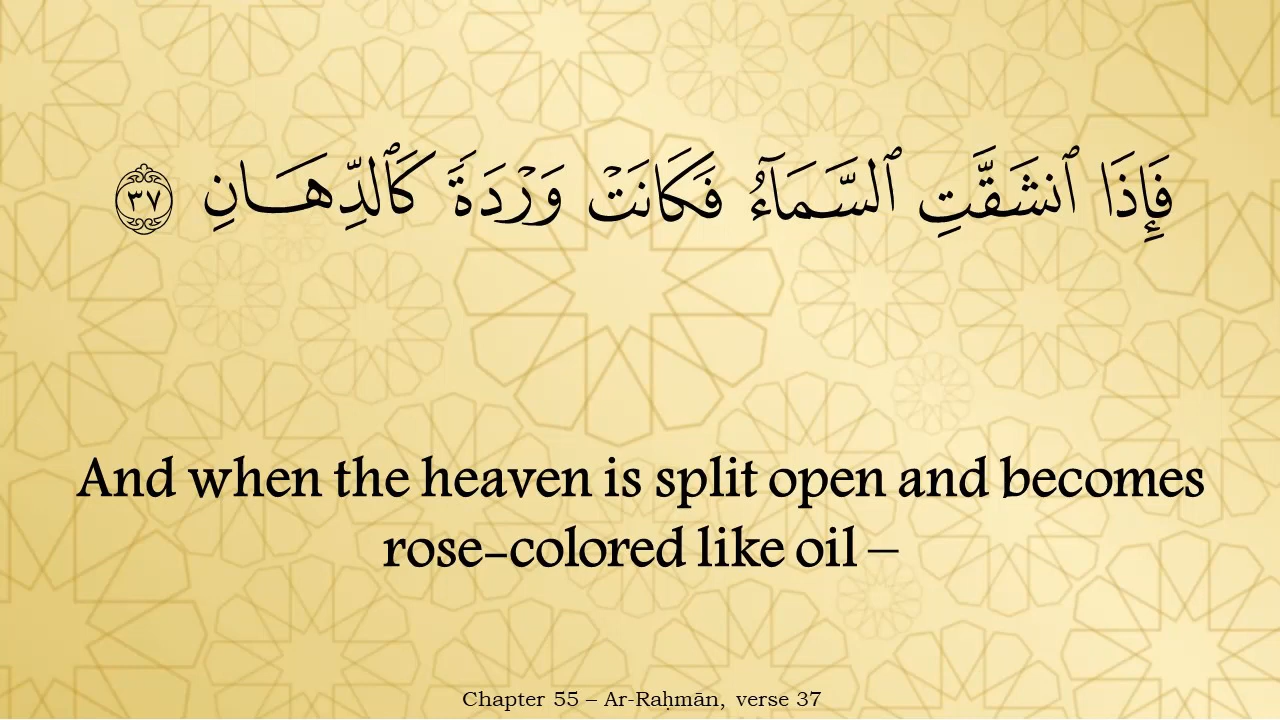 فَإِذَا ٱنشَقَّتِ ٱلسَّمَآءُ فَكَانَتْ وَرْدَةً كَٱلدِّهَـانِ ٣٧
And when the heaven is split open and becomes
rose-colored like oil –
Chapter 55 – Ar-Raḥmān, verse 37